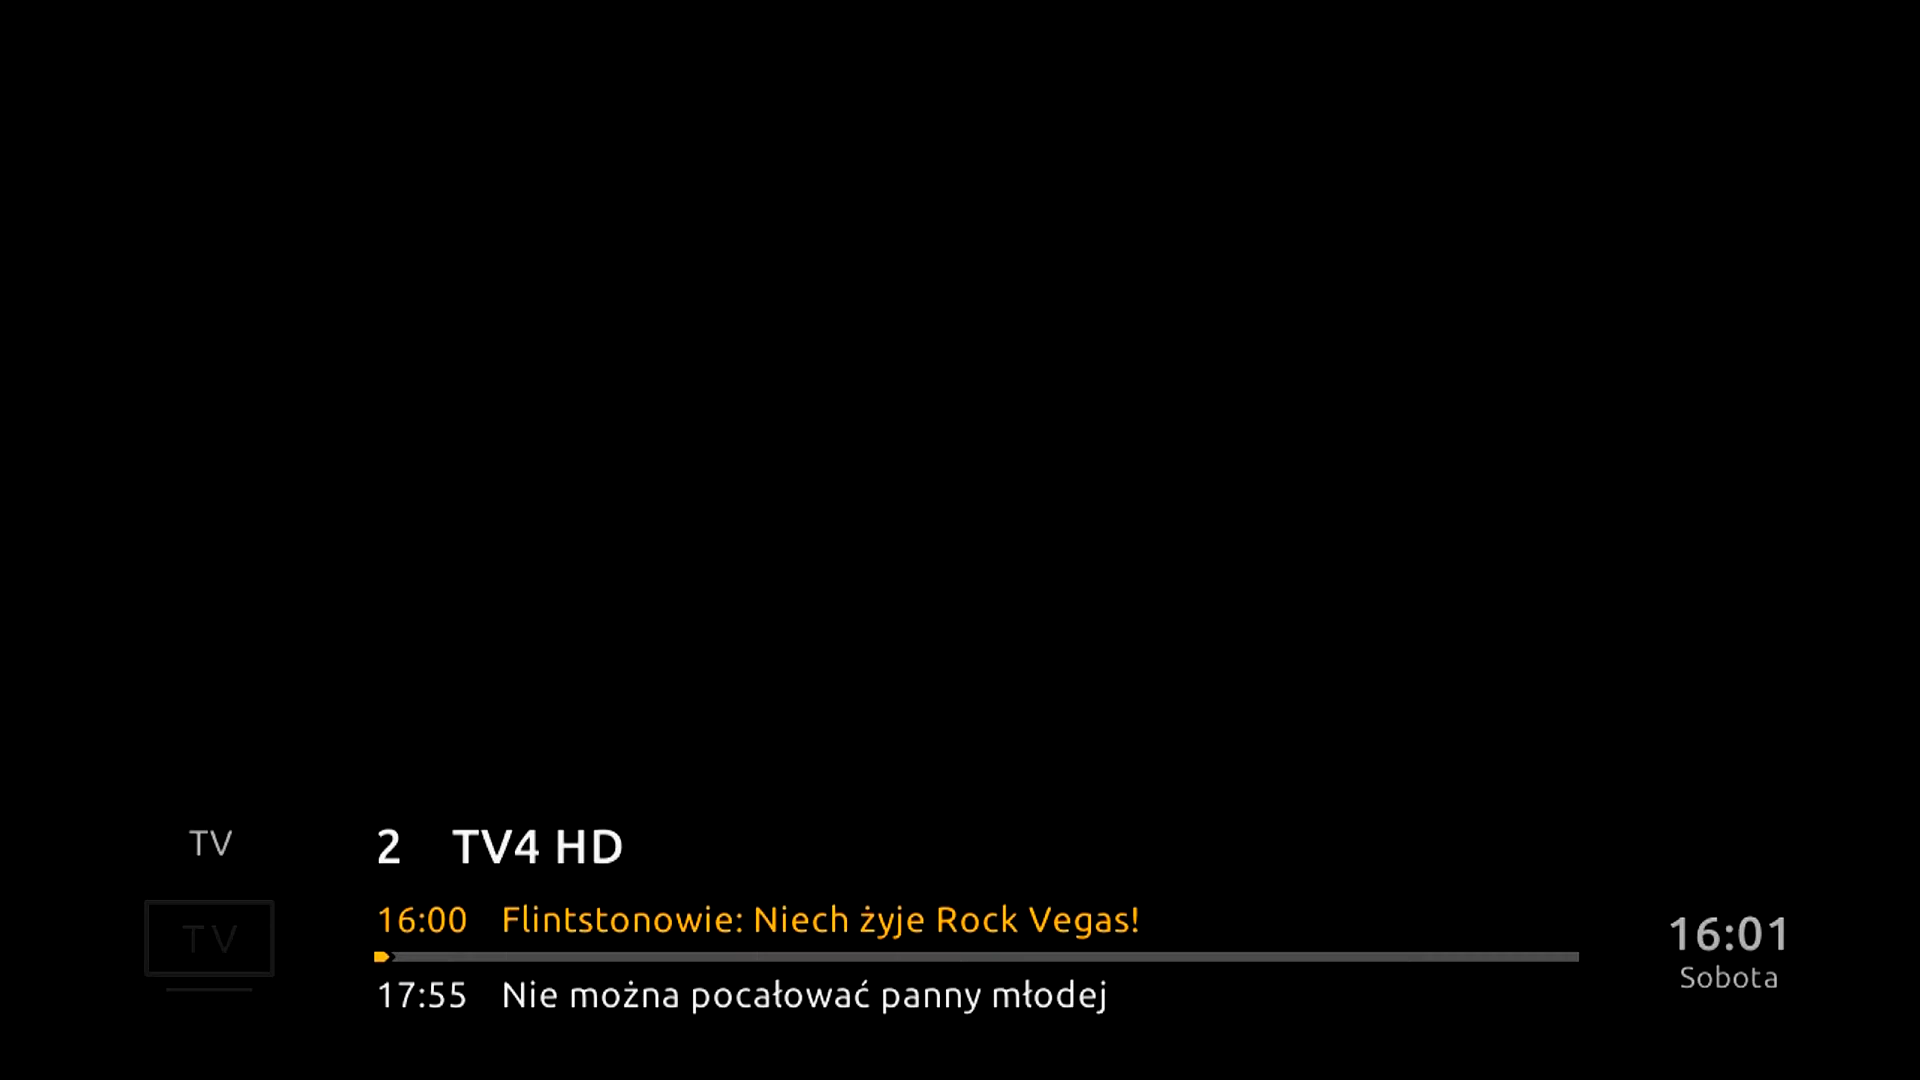 TV
2 TV4 HD
16:00 Flintstonowie: Niech żyje Rock Vegas!
TV
16:01
Sobota
17:55 Nie można pocałować panny młodej